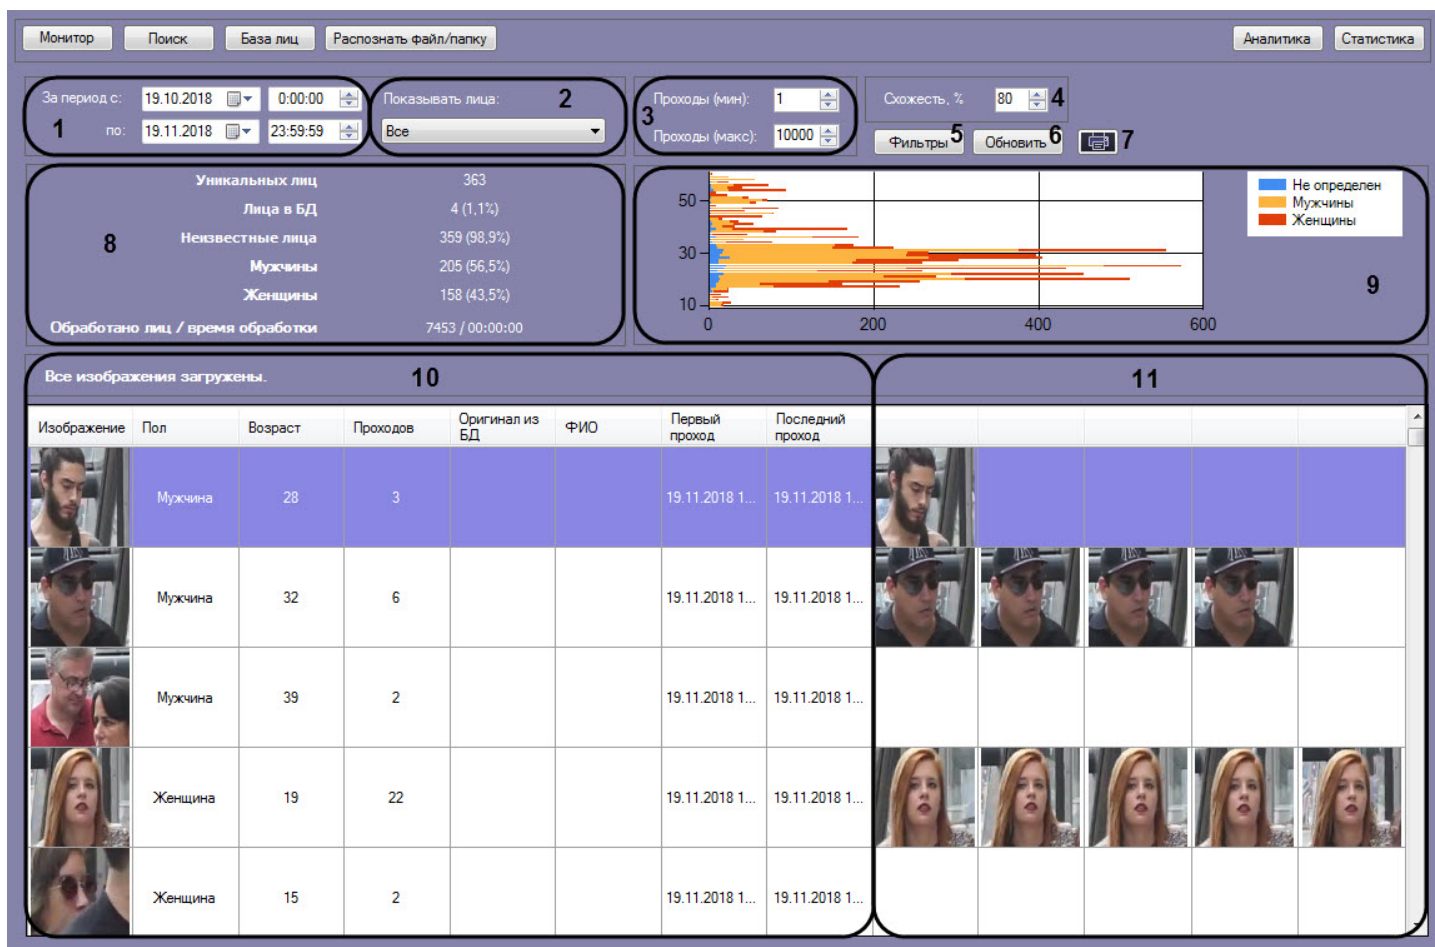 Монитор Поиск База лиц Распознать файл/папку Аналитика Статистика
За период с: 19.10.2018 0:00:00 Показывать лица: 2 Проходы (мин): 1 Схожесть, % 80 4
1 по: 19.11.2018 23:59:59 Все 3 Проходы (макс): 10000 Фильтры 5 Обновить 6 7
Уникальных лиц 363
Лица в БД 4 (1,1%)
Неизвестные лица 359 (98,9%)
8
Мужчины 205 (56,5%)
Женщины 158 (43,5%)
Обработано лиц / время обработки 7453 / 00:00:00
50
30
10
0 200 400 600
Не определен
Мужчины
Женщины
9
Все изображения загружены. 10 11
Изображение Пол Возраст Проходов Оригинал из БД ФИО Первый проход Последний проход
Мужчина 28 3 19.11.2018 1... 19.11.2018 1...
Мужчина 32 6 19.11.2018 1... 19.11.2018 1...
Мужчина 39 2 19.11.2018 1... 19.11.2018 1...
Женщина 19 22 19.11.2018 1... 19.11.2018 1...
Женщина 15 2 19.11.2018 1... 19.11.2018 1...